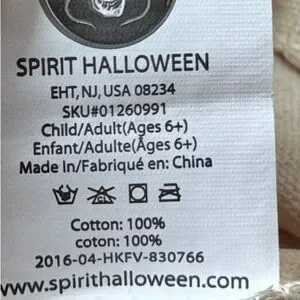 SPIRIT HALLOWEEN
EHT, NJ, USA 08234
SKU#01260991
Child/Adult(Ages 6+)
Enfant/Adulte(Âges 6+)
Made In/Fabriqué en: China
CL
Cotton: 100%
coton: 100%
2016-04-HKFV-830766
www.spirithalloween.com